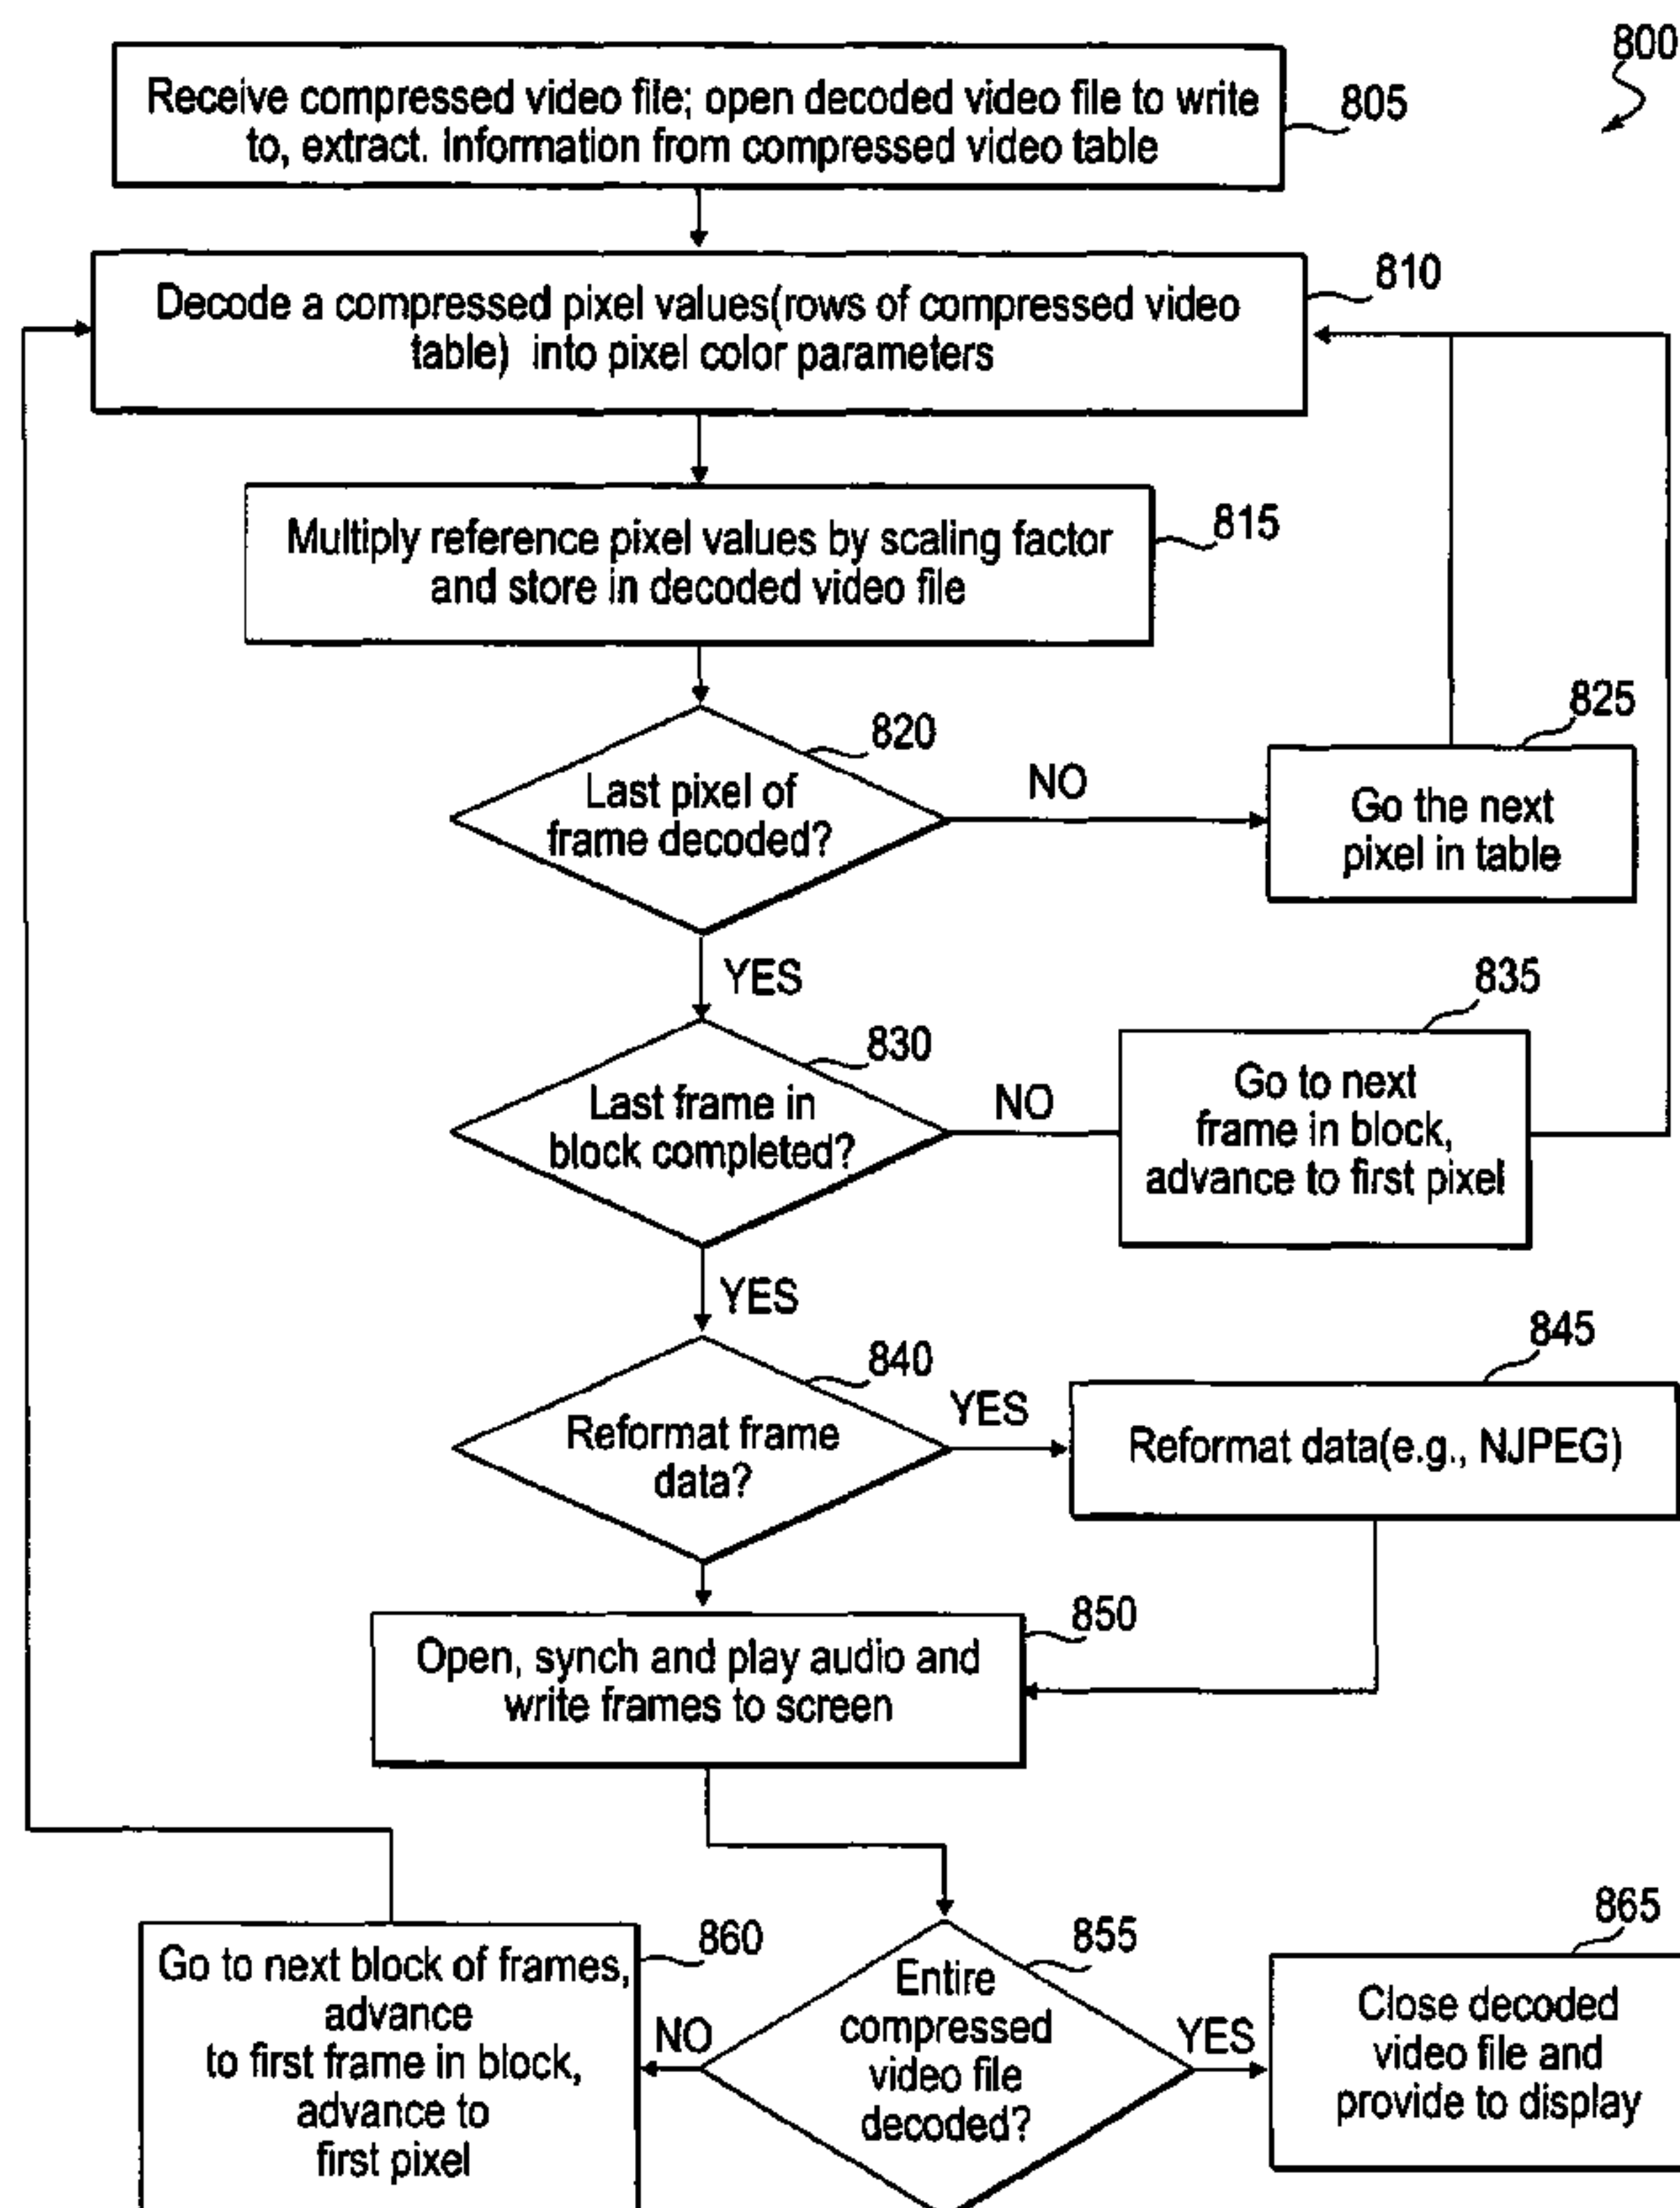 800
Receive compressed video file; open decoded video file to write
to, extract. Information from compressed video table
805
810
Decode a compressed pixel values(rows of compressed video
table) into pixel color parameters
Multiply reference pixel values by scaling factor
and store in decoded video file
815
820
Last pixel of
frame decoded?
NO
825
Go the next
pixel in table
YES
830
Last frame in
block completed?
NO
835
Go to next
frame in block,
advance to first pixel
YES
840
Reformat frame
data?
YES
845
Reformat data(e.g., NJPEG)
850
Open, synch and play audio and
write frames to screen
860
Go to next block of frames,
advance
to first frame in block,
advance to
first pixel
NO
855
Entire
compressed
video file
decoded?
YES
865
Close decoded
video file and
provide to display